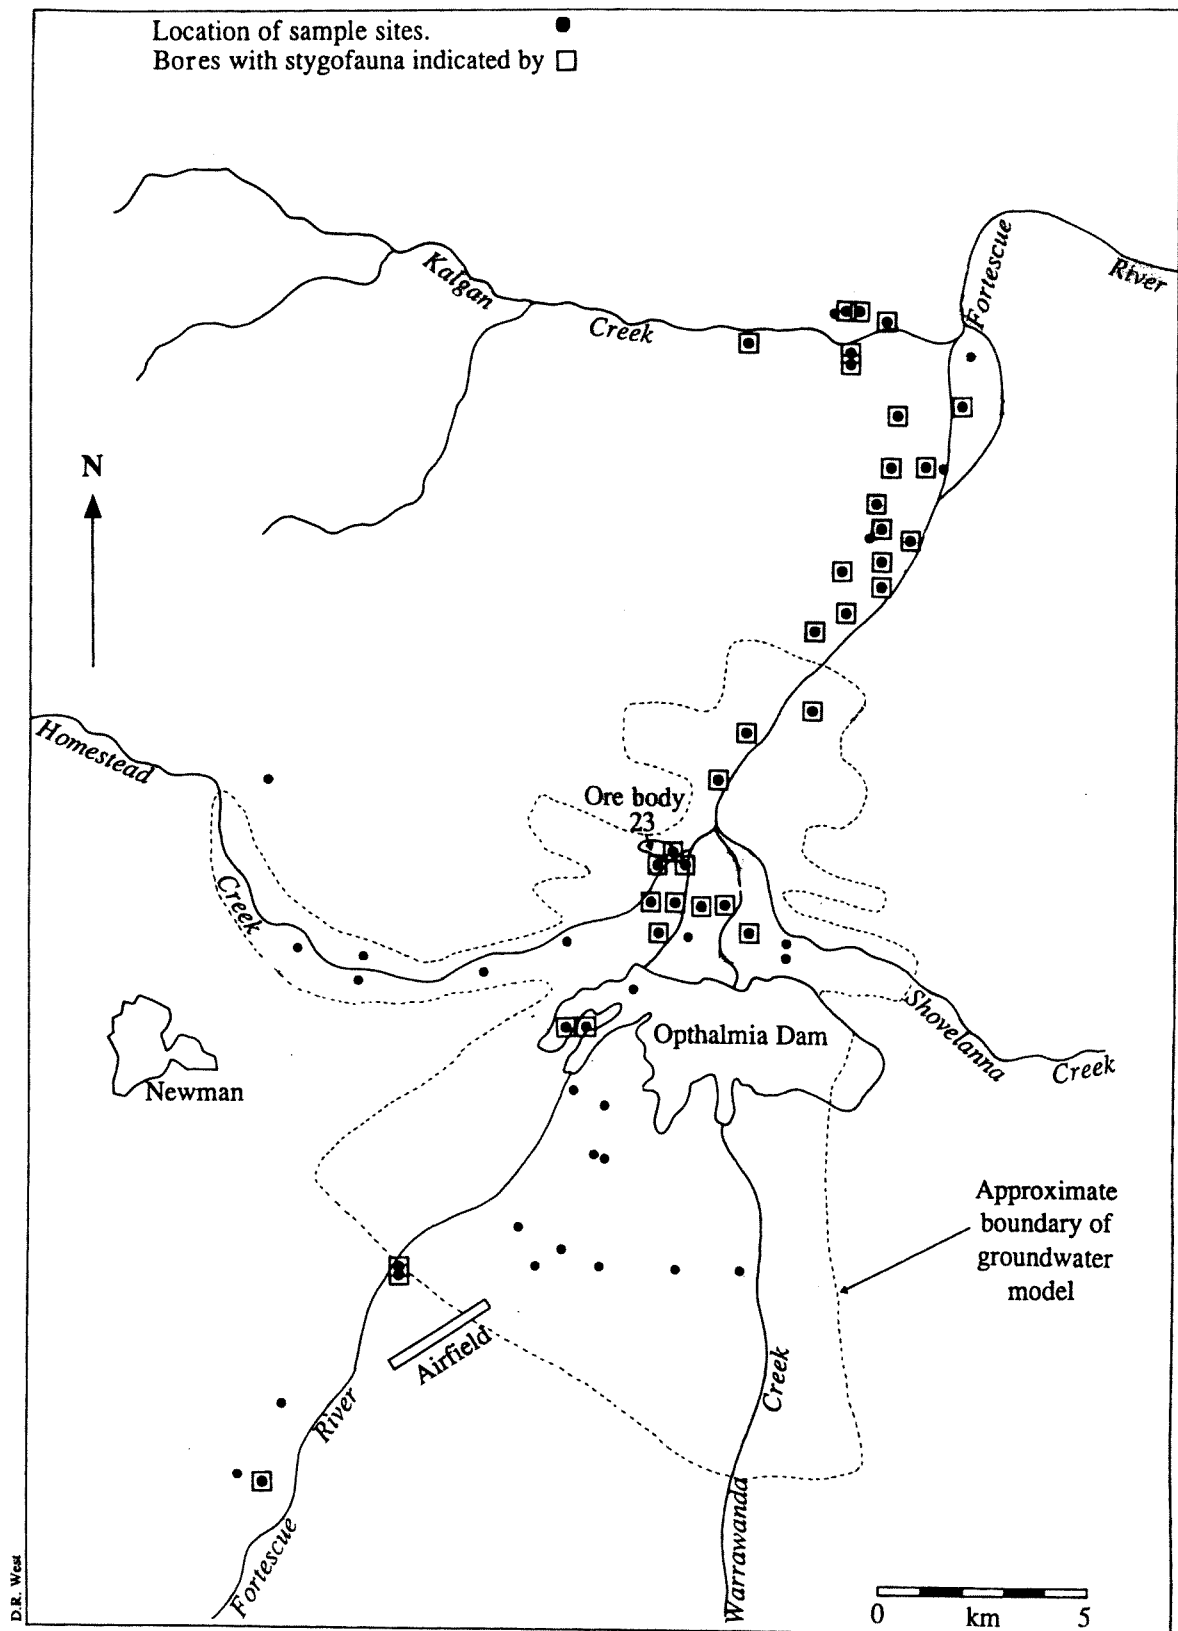 Location of sample sites.
Bores with stygofauna indicated by
Kalgan
Creek
Fortescue
River
N
Homestead
Creek
Ore body
23
Opthalmia Dam
Shovelanna
Creek
Newman
Approximate
boundary of
groundwater
model
Airfield
River
Fortescue
Creek
Warrawanda
0 km 5
D.R. West